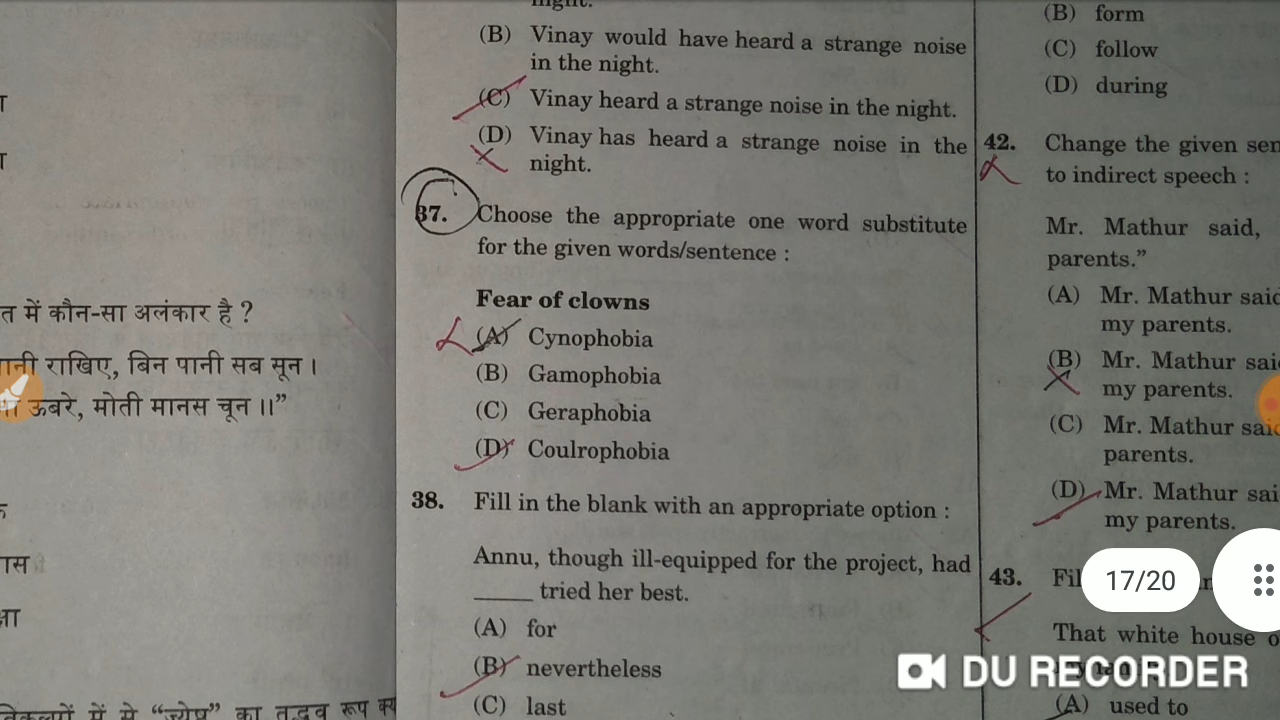 त में कौन-सा अलंकार है ?
पानी राखिए, बिन पानी सब सून ।
ऊबरे, मोती मानस चून ।।”
ास
षा
में से “ज्येष्ठ” का तद्भव रूप
night.
(B) Vinay would have heard a strange noise
in the night.
(C) Vinay heard a strange noise in the night.
(D) Vinay has heard a strange noise in the
night.
37. Choose the appropriate one word substitute
for the given words/sentence :
Fear of clowns
(A) Cynophobia
(B) Gamophobia
(C) Geraphobia
(D) Coulrophobia
38. Fill in the blank with an appropriate option :
Annu, though ill-equipped for the project, had
_____ tried her best.
(A) for
(B) nevertheless
(C) last
(B) form
(C) follow
(D) during
42. Change the given sen
to indirect speech :
Mr. Mathur said,
parents.”
(A) Mr. Mathur said
my parents.
(B) Mr. Mathur sai
my parents.
(C) Mr. Mathur said
parents.
(D) Mr. Mathur sai
my parents.
43. Fil
That white house o
(A) used to
17/20
DU RECORDER